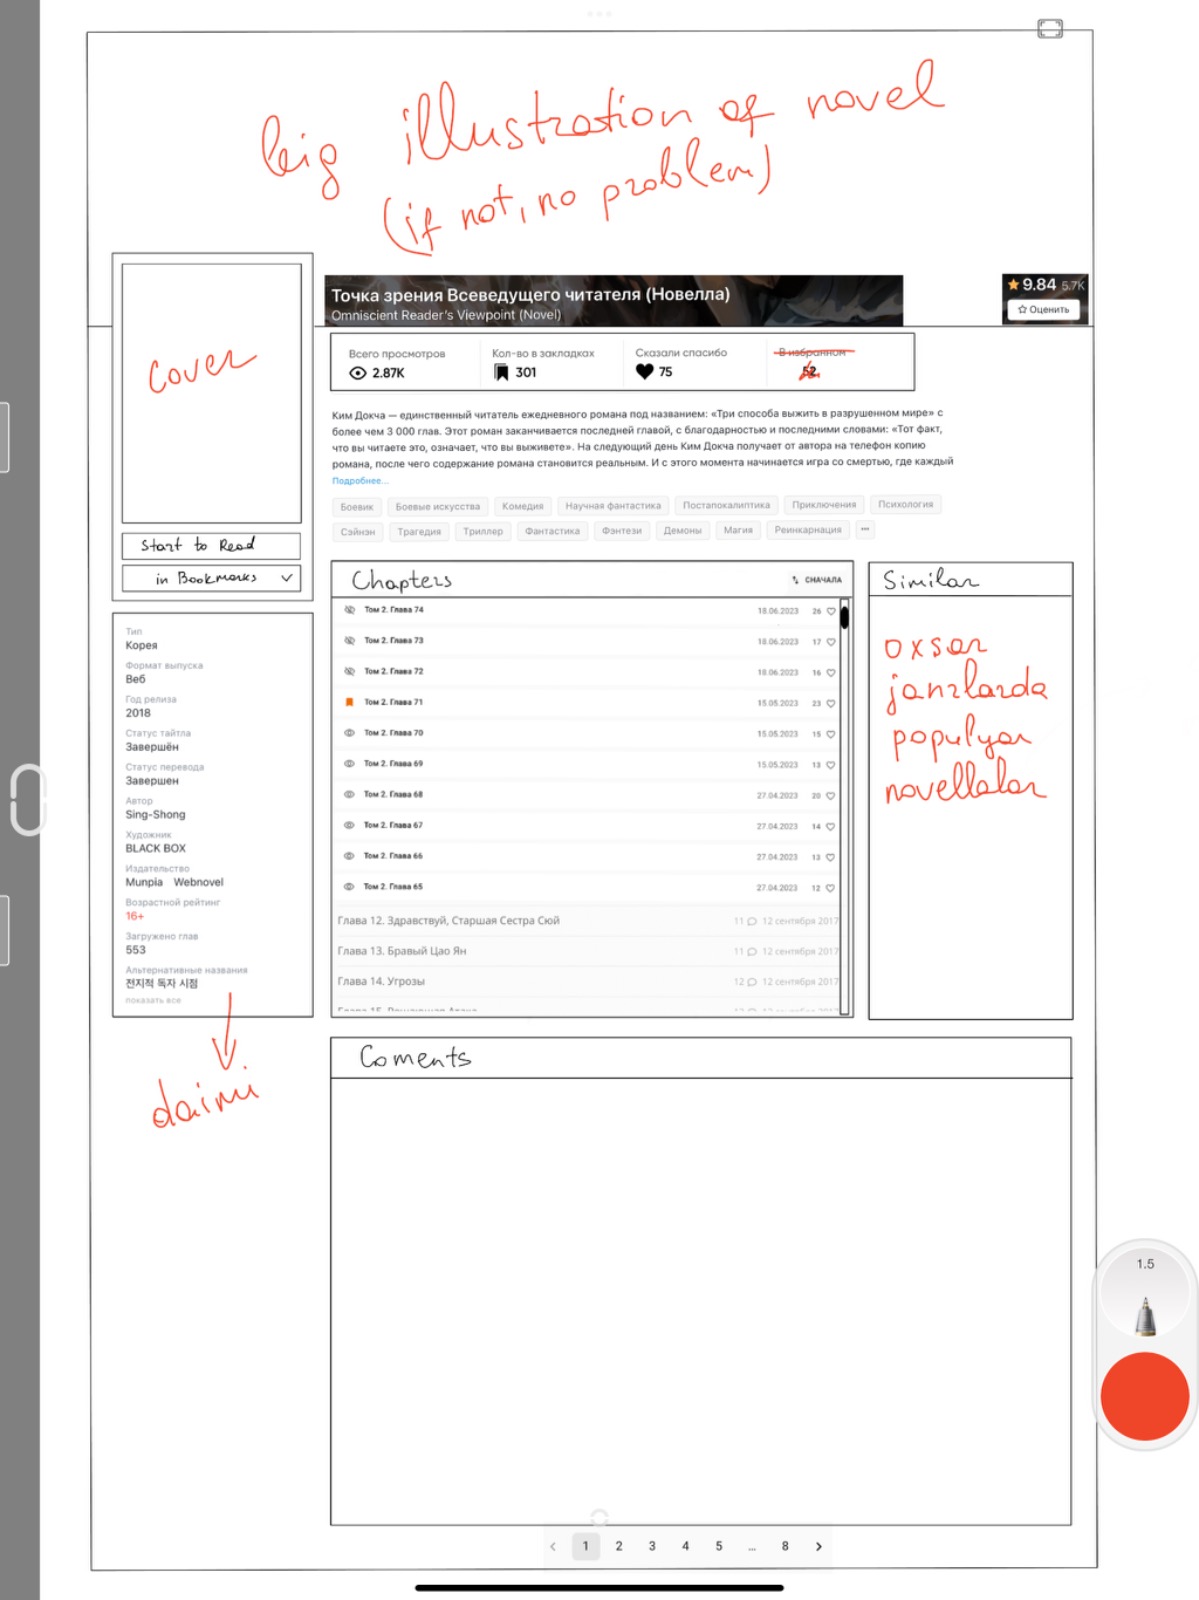 big illustration of novel
(if not, no problem)
Точка зрения Всеведущего читателя (Новелла)
Omniscient Reader's Viewpoint (Novel)
9.84 5.7K
Оценить
cover
Всего просмотров
2.87K
Кол-во в закладках
301
Сказали спасибо
75
В избранном
52
Ким Докча — единственный читатель ежедневного романа под названием: «Три способа выжить в разрушенном мире» с
более чем 3 000 глав. Этот роман заканчивается последней главой, с благодарностью и последними словами: «Тот факт,
что вы читаете это, означает, что вы выживете». На следующий день Ким Докча получает от автора на телефон копию
романа, после чего содержание романа становится реальным. И с этого момента начинается игра со смертью, где каждый
Подробнее...
Боевик Боевые искусства Комедия Научная фантастика Постапокалиптика Приключения Психология
Сэйнэн Трагедия Триллер Фантастика Фэнтези Демоны Магия Реинкарнация ...
Start to Read
in Bookmarks
Тип
Корея
Формат выпуска
Веб
Год релиза
2018
Статус тайтла
Завершён
Статус перевода
Завершен
Автор
Sing-Shong
Художник
BLACK BOX
Издательство
Munpia Webnovel
Возрастной рейтинг
16+
Загружено глав
553
Альтернативные названия
전지적 독자 시점
показать все
daimi
Chapters
СНАЧАЛА
Том 2. Глава 74 18.06.2023 26
Том 2. Глава 73 18.06.2023 17
Том 2. Глава 72 18.06.2023 16
Том 2. Глава 71 15.05.2023 23
Том 2. Глава 70 15.05.2023 15
Том 2. Глава 69 15.05.2023 13
Том 2. Глава 68 27.04.2023 20
Том 2. Глава 67 27.04.2023 14
Том 2. Глава 66 27.04.2023 13
Том 2. Глава 65 27.04.2023 12
Глава 12. Здравствуй, Старшая Сестра Сюй 11 12 сентября 2017
Глава 13. Бравый Цао Ян 11 12 сентября 2017
Глава 14. Угрозы 12 12 сентября 2017
Similar
oxsar
janrlarda
populyar
novellalar
Coments
1 2 3 4 5 ... 8
1.5